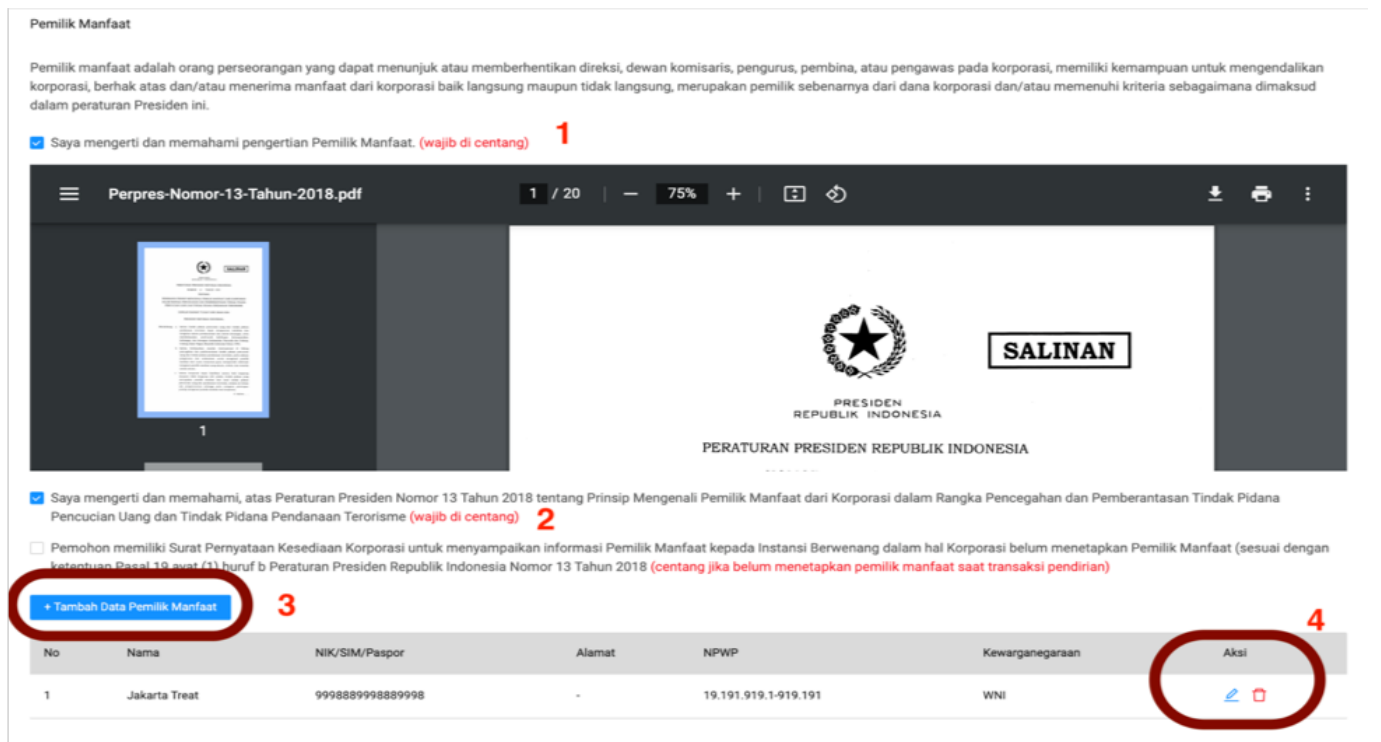 Pemilik Manfaat
Pemilik manfaat adalah orang perseorangan yang dapat menunjuk atau memberhentikan direksi, dewan komisaris, pengurus, pembina, atau pengawas pada korporasi, memiliki kemampuan untuk mengendalikan
korporasi, berhak atas dan/atau menerima manfaat dari korporasi baik langsung maupun tidak langsung, merupakan pemilik sebenarnya dari dana korporasi dan/atau memenuhi kriteria sebagaimana dimaksud
dalam peraturan Presiden ini.
Saya mengerti dan memahami pengertian Pemilik Manfaat. (wajib di centang) 1
Perpres-Nomor-13-Tahun-2018.pdf 1 / 20 75%
SALINAN
PRESIDEN
REPUBLIK INDONESIA
1
PERATURAN PRESIDEN REPUBLIK INDONESIA
Saya mengerti dan memahami, atas Peraturan Presiden Nomor 13 Tahun 2018 tentang Prinsip Mengenali Pemilik Manfaat dari Korporasi dalam Rangka Pencegahan dan Pemberantasan Tindak Pidana
Pencucian Uang dan Tindak Pidana Pendanaan Terorisme (wajib di centang) 2
Pemohon memiliki Surat Pernyataan Kesediaan Korporasi untuk menyampaikan informasi Pemilik Manfaat kepada Instansi Berwenang dalam hal Korporasi belum menetapkan Pemilik Manfaat (sesuai dengan
ketentuan Pasal 19 ayat (1) huruf b Peraturan Presiden Republik Indonesia Nomor 13 Tahun 2018 (centang jika belum menetapkan pemilik manfaat saat transaksi pendirian)
+ Tambah Data Pemilik Manfaat 3
4
No Nama NIK/SIM/Paspor Alamat NPWP Kewarganegaraan Aksi
1 Jakarta Treat 9998889998889998 - 19.191.919.1-919.191 WNI